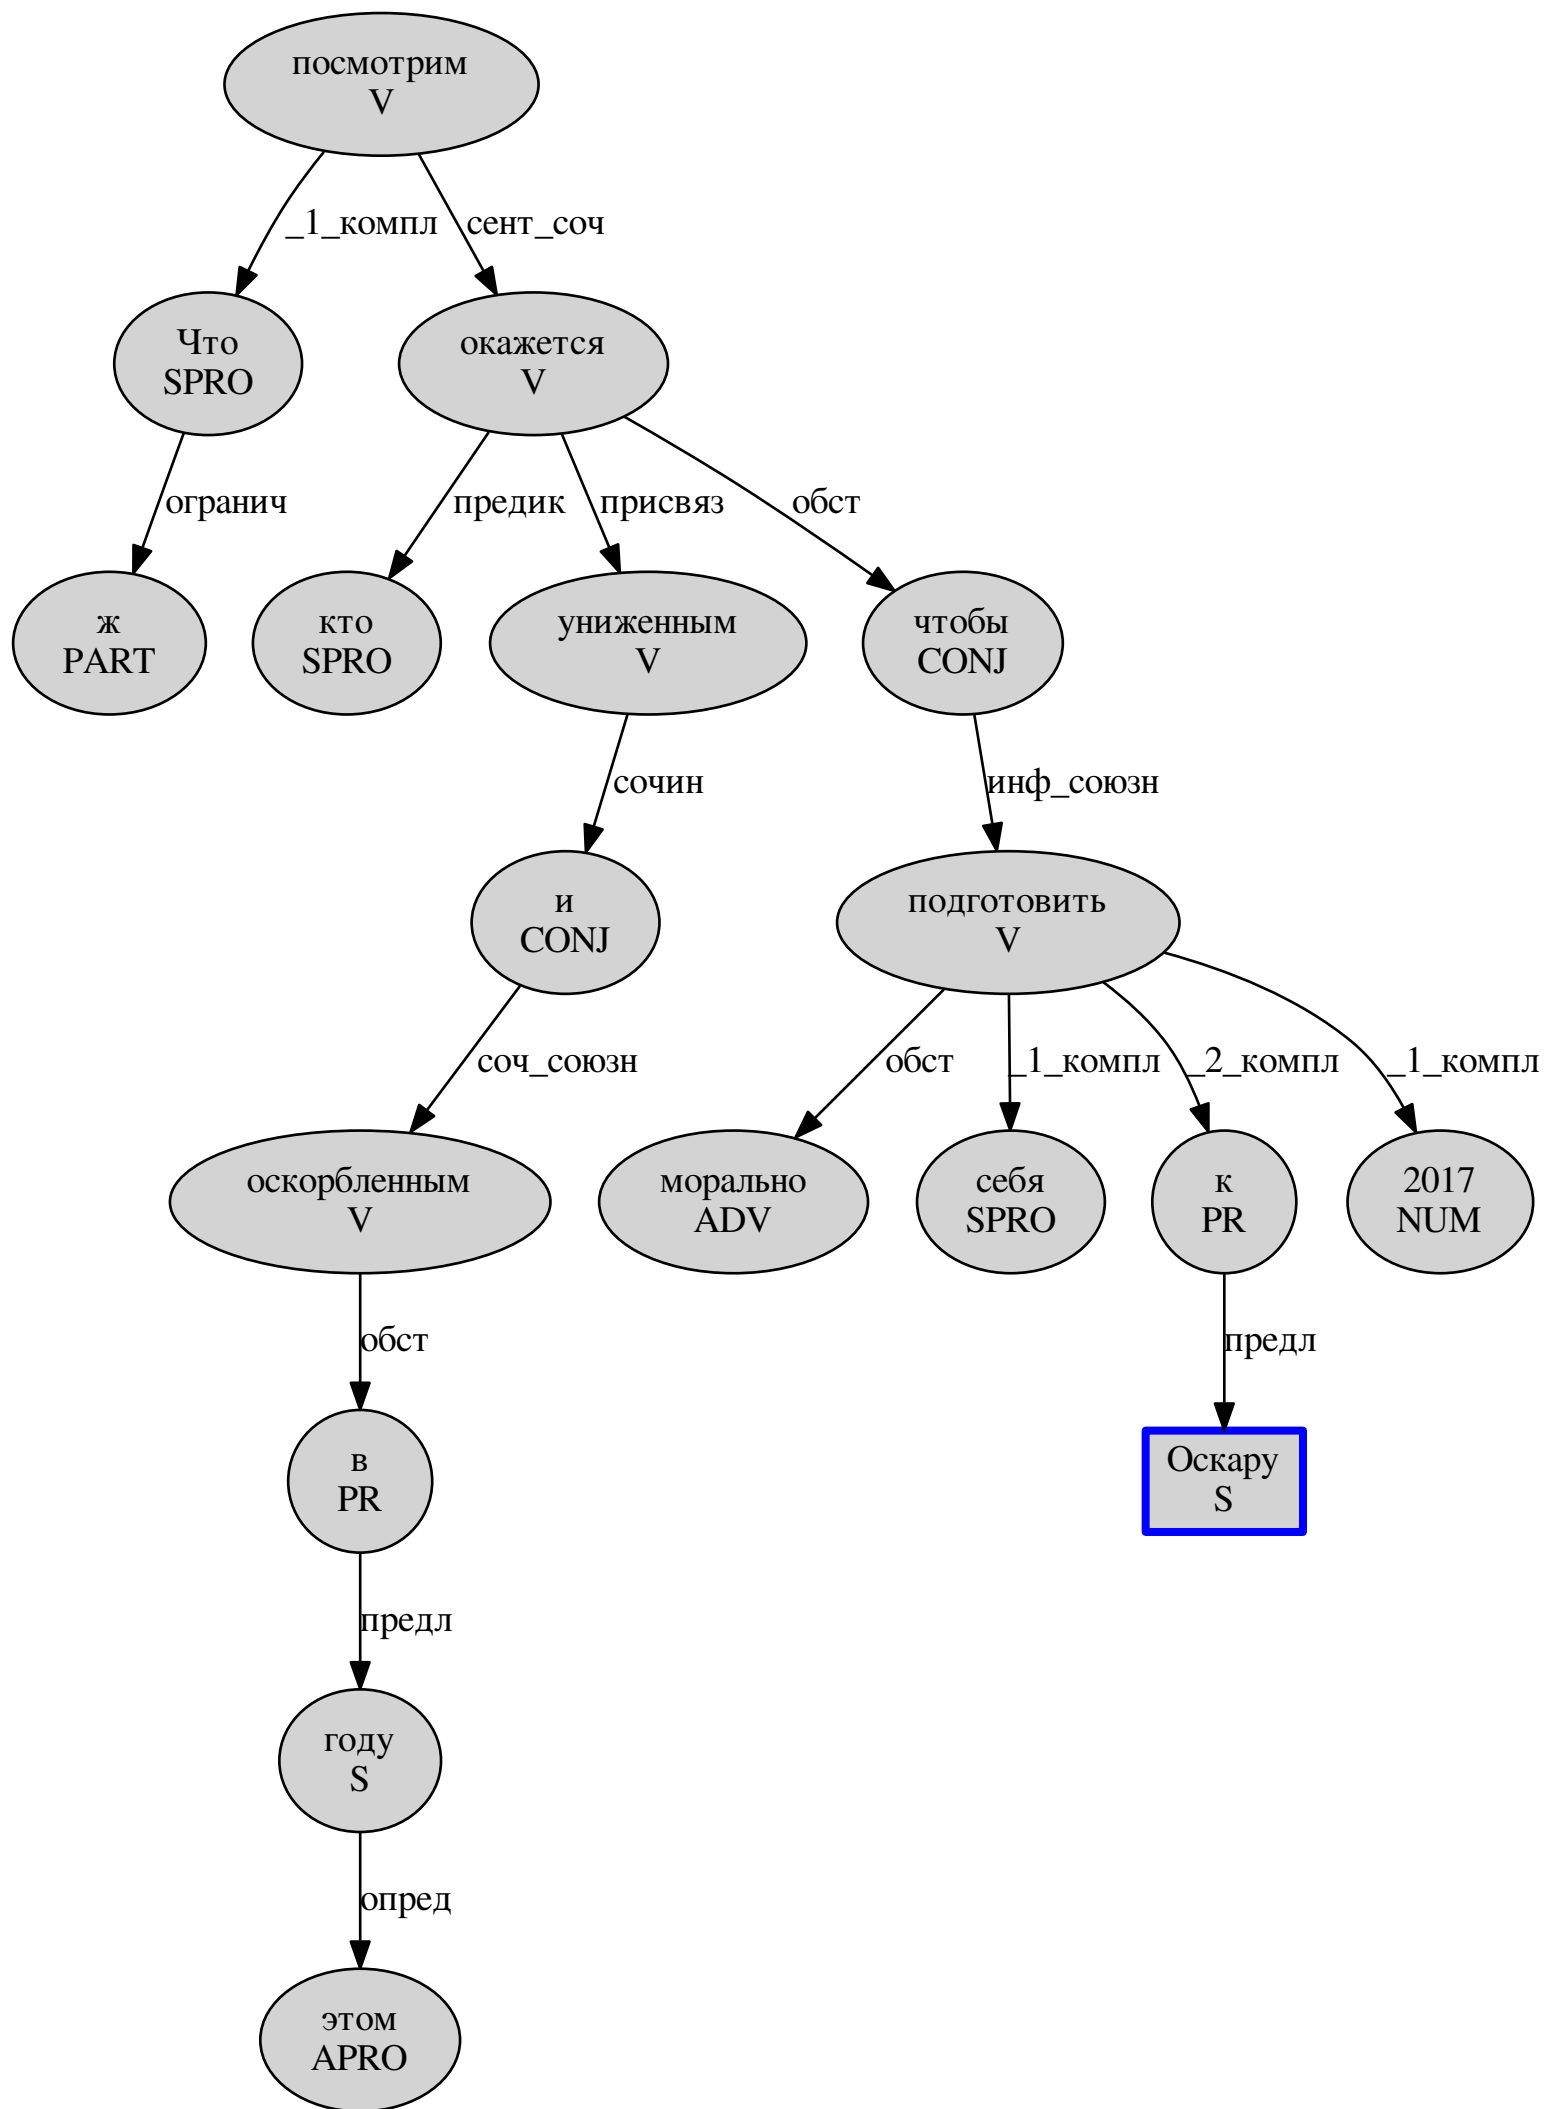 посмотрим
V
_1_компл
сент_соч
Что
SPRO
окажется
V
огранич
предик
присвяз
обст
ж
PART
кто
SPRO
униженным
V
чтобы
CONJ
сочин
инф_союзн
и
CONJ
подготовить
V
соч_союзн
обст
_1_компл
_2_компл
_1_компл
оскорбленным
V
морально
ADV
себя
SPRO
к
PR
2017
NUM
обст
предл
в
PR
Оскару
S
предл
году
S
опред
этом
APRO